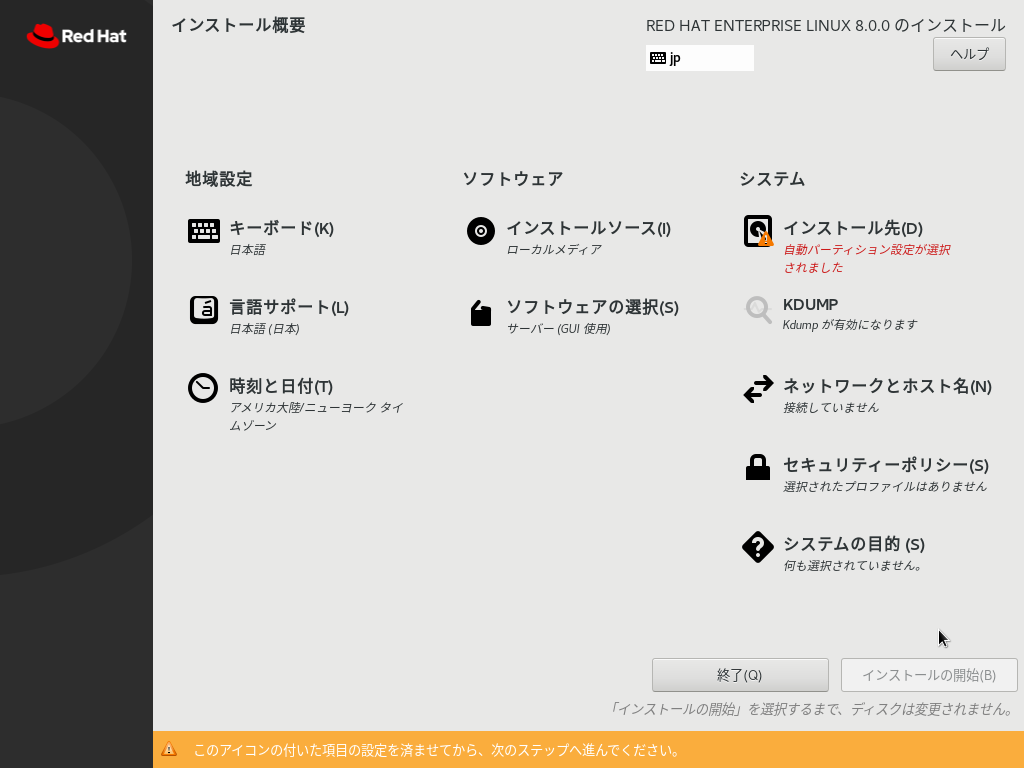 Red Hat
インストール概要
RED HAT ENTERPRISE LINUX 8.0.0 のインストール
jp
ヘルプ
地域設定
キーボード(K)
日本語
言語サポート(L)
日本語 (日本)
時刻と日付(T)
アメリカ大陸/ニューヨーク タイ
ムゾーン
ソフトウェア
インストールソース(I)
ローカルメディア
ソフトウェアの選択(S)
サーバー (GUI 使用)
システム
インストール先(D)
自動パーティション設定が選択
されました
KDUMP
Kdump が有効になります
ネットワークとホスト名(N)
接続していません
セキュリティーポリシー(S)
選択されたプロファイルはありません
システムの目的 (S)
何も選択されていません。
終了(Q)
インストールの開始(B)
「インストールの開始」を選択するまで、ディスクは変更されません。
このアイコンの付いた項目の設定を済ませてから、次のステップへ進んでください。